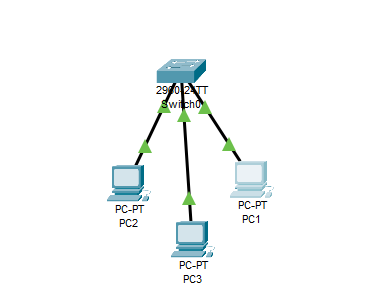 2960-24TT
Switch0
PC-PT
PC2
PC-PT
PC1
PC-PT
PC3